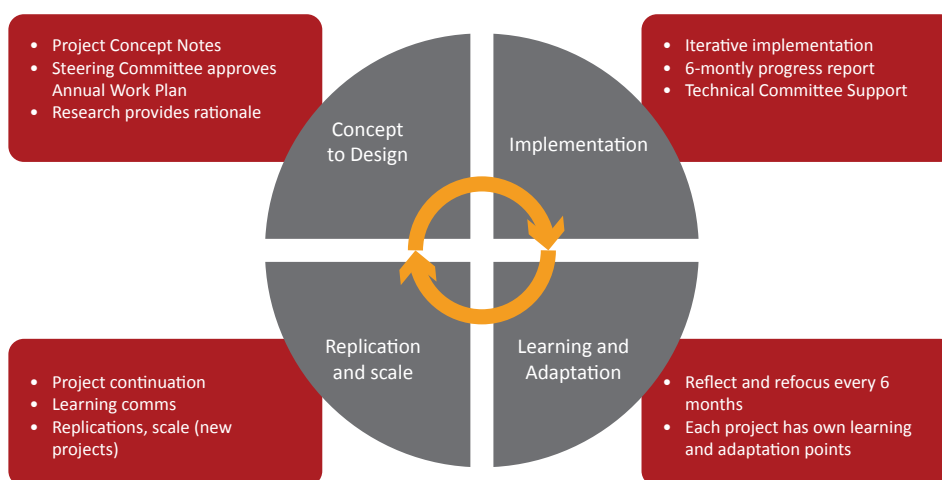 • Project Concept Notes
• Steering Committee approves
Annual Work Plan
• Research provides rationale
Concept
to Design
Implementation
• Iterative implementation
• 6-montly progress report
• Technical Committee Support
• Project continuation
• Learning comms
• Replications, scale (new
projects)
Replication
and scale
Learning and
Adaptation
• Reflect and refocus every 6
months
• Each project has own learning
and adaptation points